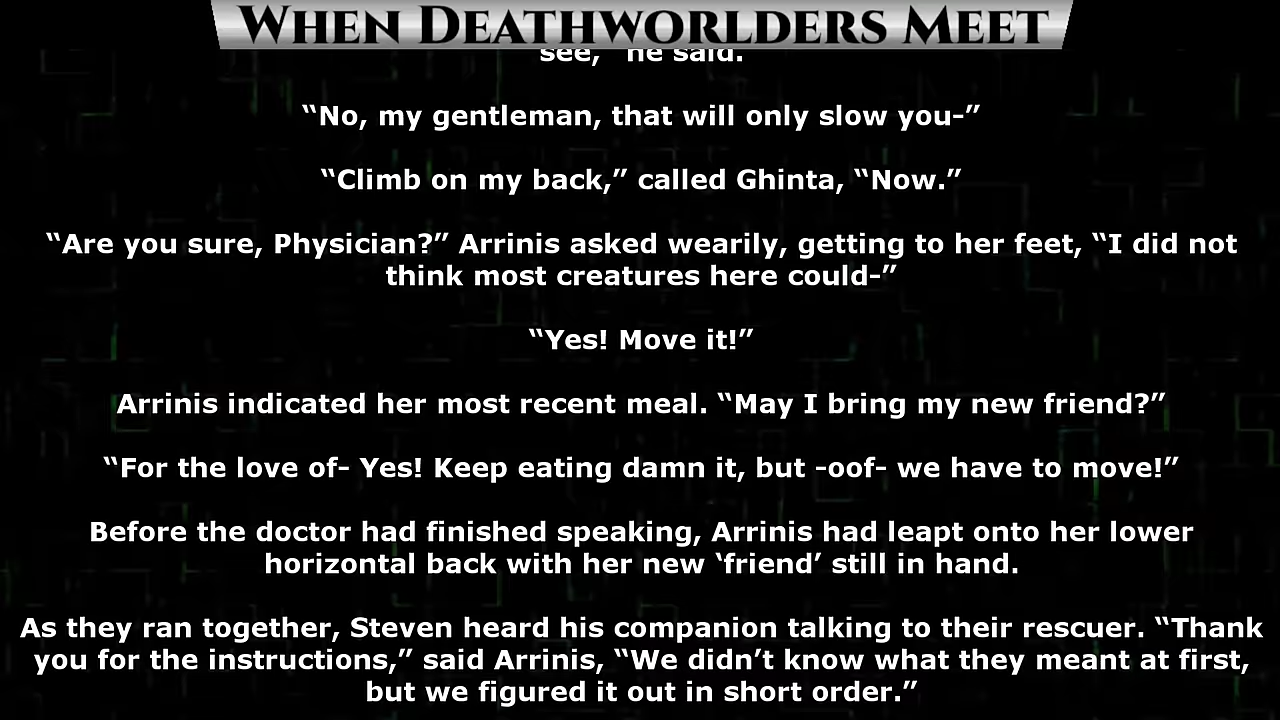 WHEN DEATHWORLDERS MEET
see,” he said.
“No, my gentleman, that will only slow you-”
“Climb on my back,” called Ghinta, “Now.”
“Are you sure, Physician?” Arrinis asked wearily, getting to her feet, “I did not
think most creatures here could-”
“Yes! Move it!”
Arrinis indicated her most recent meal. “May I bring my new friend?”
“For the love of- Yes! Keep eating damn it, but -oof- we have to move!”
Before the doctor had finished speaking, Arrinis had leapt onto her lower
horizontal back with her new ‘friend’ still in hand.
As they ran together, Steven heard his companion talking to their rescuer. “Thank
you for the instructions,” said Arrinis, “We didn’t know what they meant at first,
but we figured it out in short order.”